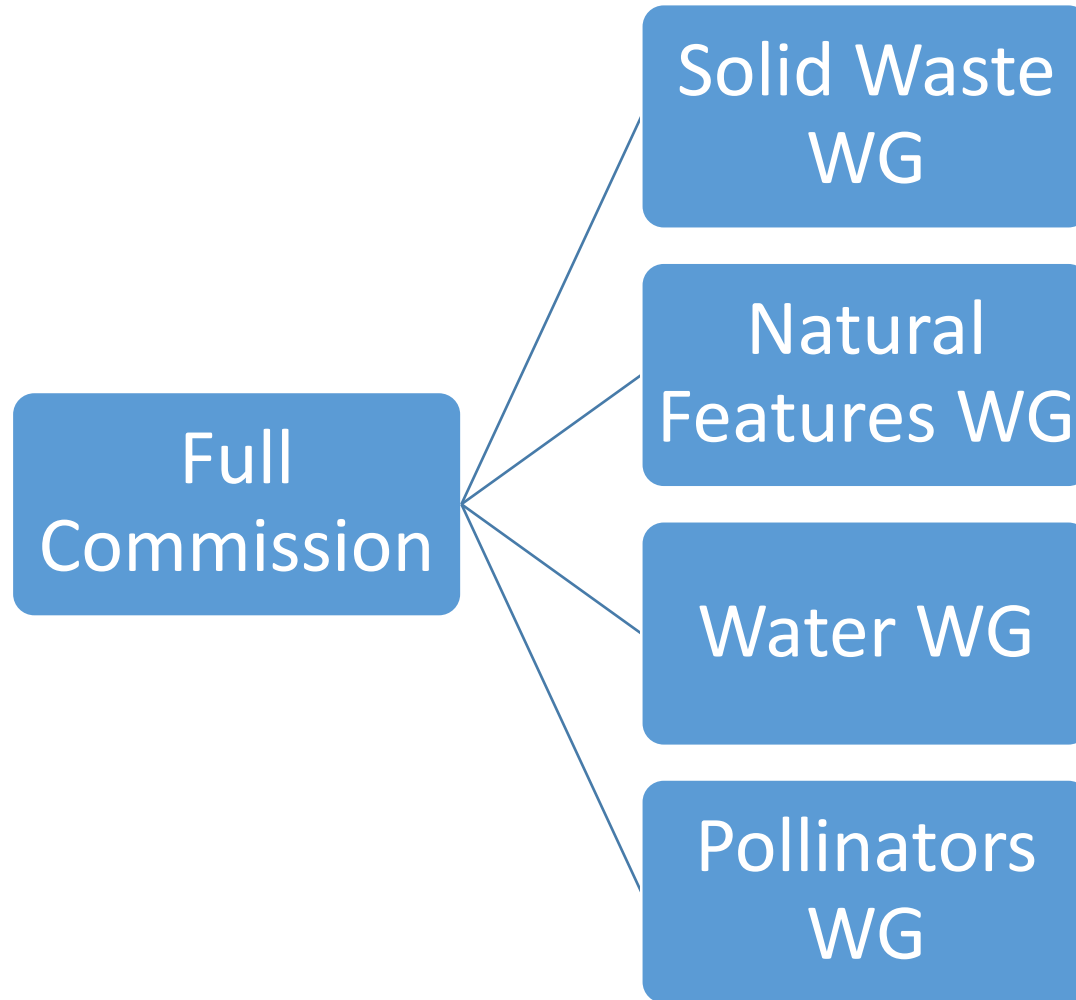 Solid Waste
WG
Natural
Features WG
Full
Commission
Water WG
Pollinators
WG